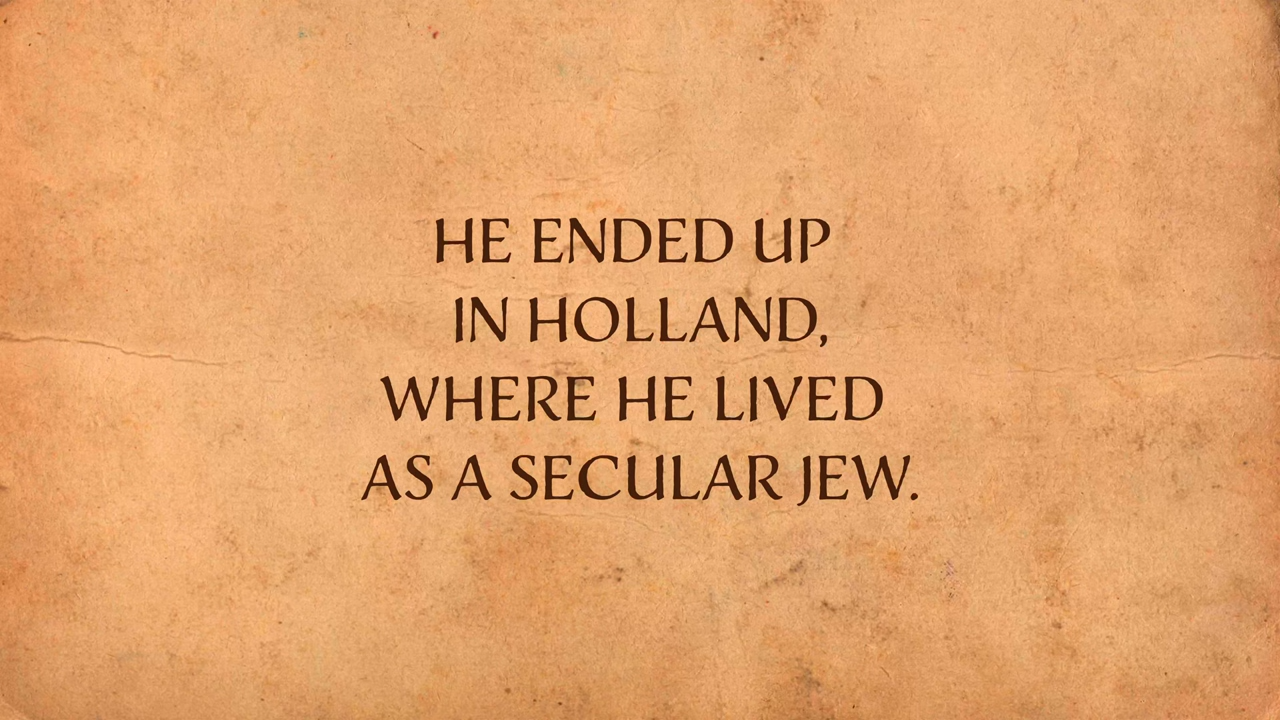 HE ENDED UP
IN HOLLAND,
WHERE HE LIVED
AS A SECULAR JEW.